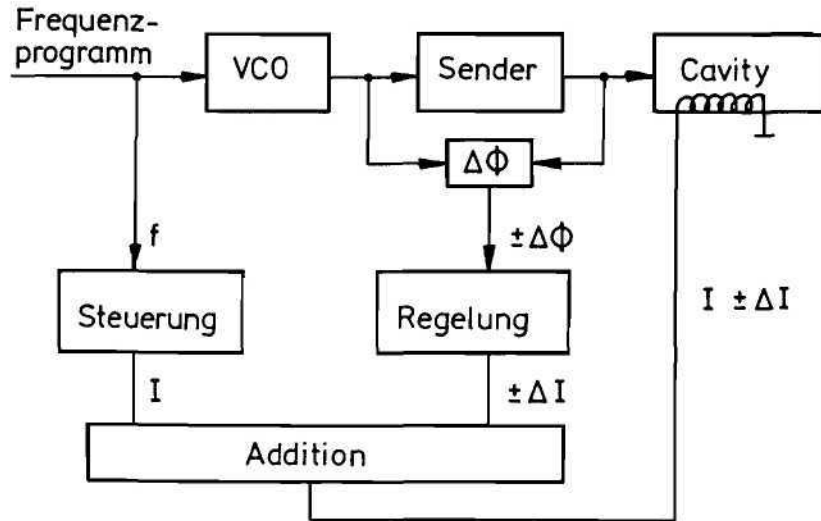 Frequenz-
programm
VCO
Sender
Cavity
ΔΦ
f
± ΔΦ
Steuerung
Regelung
I ± ΔI
I
± ΔI
Addition